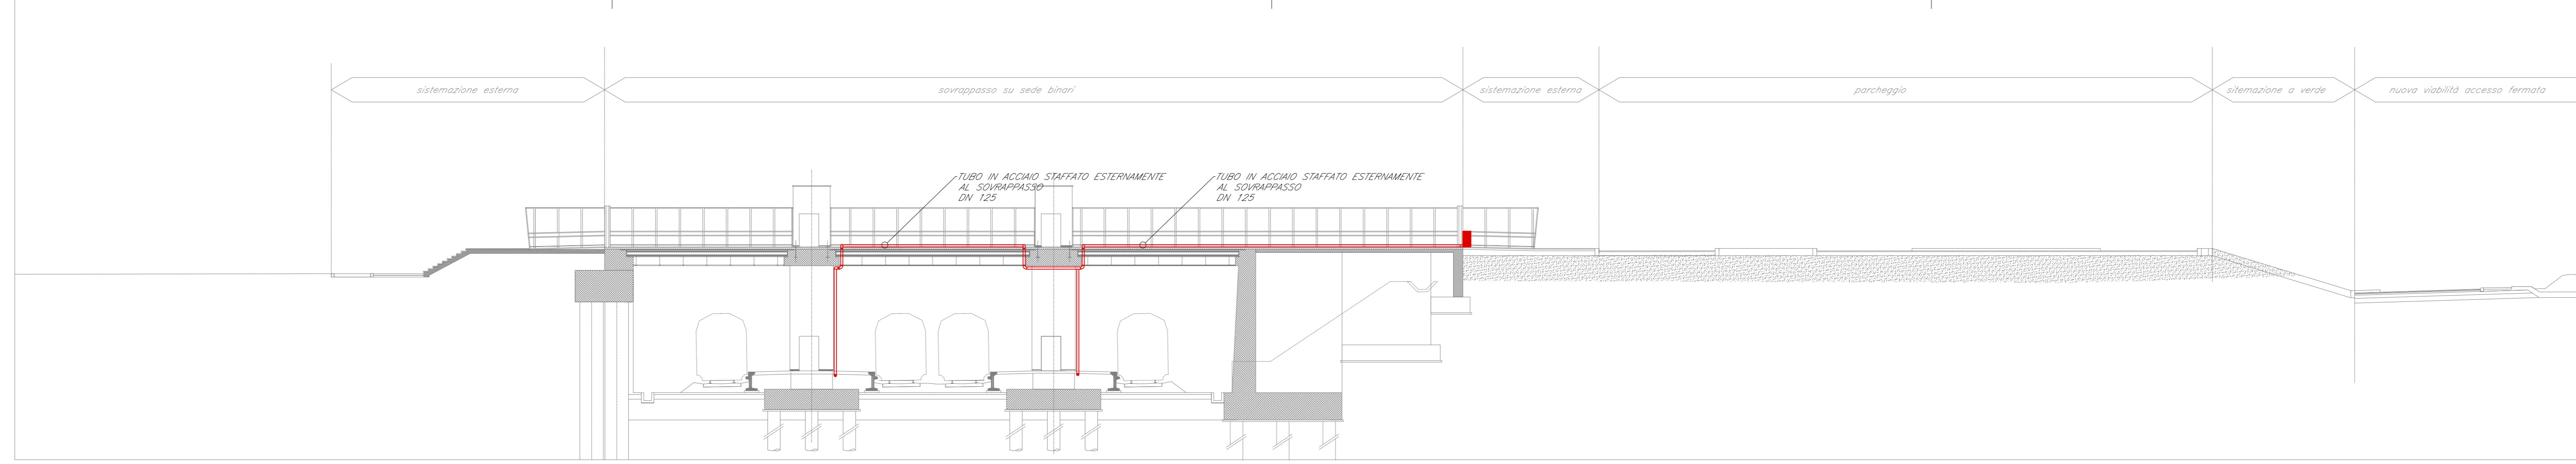 sistemazione esterna
sovrappasso su sede binari
sistemazione esterna
parcheggio
sitemazione a verde
nuova viabilità accesso fermata
TUBO IN ACCIAIO STAFFATO ESTERNAMENTE
AL SOVRAPPASSO
DN 125
TUBO IN ACCIAIO STAFFATO ESTERNAMENTE
AL SOVRAPPASSO
DN 125